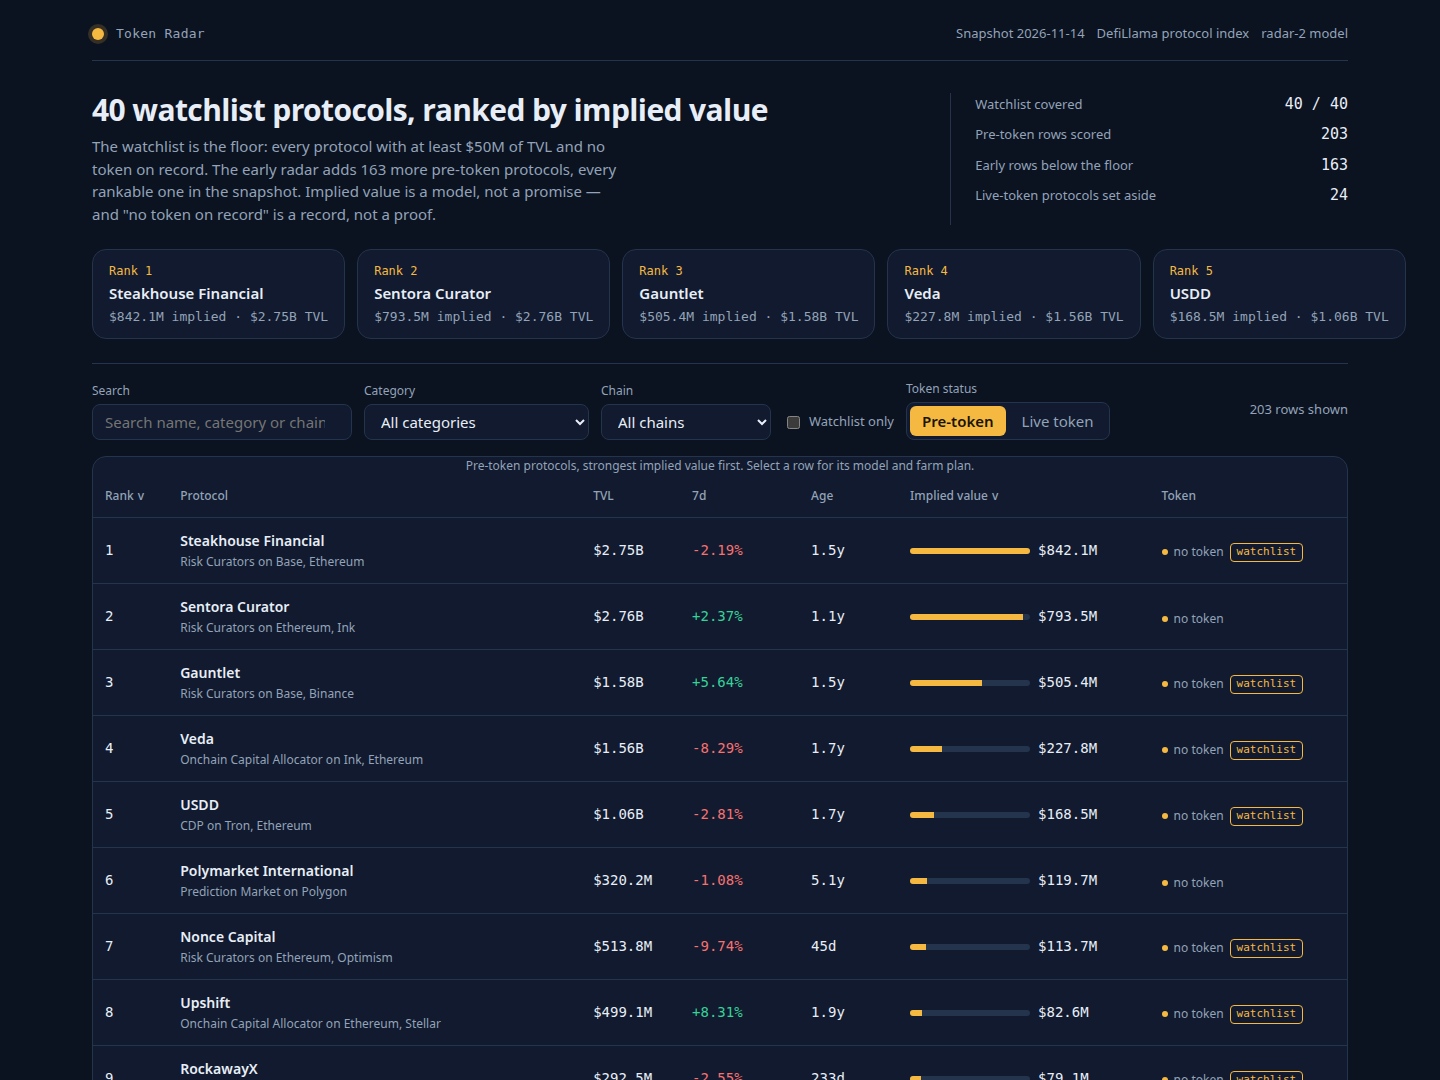 Token Radar
Snapshot 2026-11-14 DefiLlama protocol index radar-2 model
40 watchlist protocols, ranked by implied value
The watchlist is the floor: every protocol with at least $50M of TVL and no
token on record. The early radar adds 163 more pre-token protocols, every
rankable one in the snapshot. Implied value is a model, not a promise —
and "no token on record" is a record, not a proof.
Watchlist covered 40 / 40
Pre-token rows scored 203
Early rows below the floor 163
Live-token protocols set aside 24
Rank 1
Steakhouse Financial
$842.1M implied · $2.75B TVL
Rank 2
Sentora Curator
$793.5M implied · $2.76B TVL
Rank 3
Gauntlet
$505.4M implied · $1.58B TVL
Rank 4
Veda
$227.8M implied · $1.56B TVL
Rank 5
USDD
$168.5M implied · $1.06B TVL
Search
Search name, category or chain
Category
All categories
Chain
All chains
Watchlist only
Token status
Pre-token Live token
203 rows shown
Pre-token protocols, strongest implied value first. Select a row for its model and farm plan.
Rank v Protocol TVL 7d Age Implied value v Token
1 Steakhouse Financial $2.75B -2.19% 1.5y $842.1M no token watchlist
Risk Curators on Base, Ethereum
2 Sentora Curator $2.76B +2.37% 1.1y $793.5M no token
Risk Curators on Ethereum, Ink
3 Gauntlet $1.58B +5.64% 1.5y $505.4M no token watchlist
Risk Curators on Base, Binance
4 Veda $1.56B -8.29% 1.7y $227.8M no token watchlist
Onchain Capital Allocator on Ink, Ethereum
5 USDD $1.06B -2.81% 1.7y $168.5M no token watchlist
CDP on Tron, Ethereum
6 Polymarket International $320.2M -1.08% 5.1y $119.7M no token
Prediction Market on Polygon
7 Nonce Capital $513.8M -9.74% 45d $113.7M no token watchlist
Risk Curators on Ethereum, Optimism
8 Upshift $499.1M +8.31% 1.9y $82.6M no token watchlist
Onchain Capital Allocator on Ethereum, Stellar
9 RockawayX $292.5M -2.55% 233d $79.1M no token watchlist